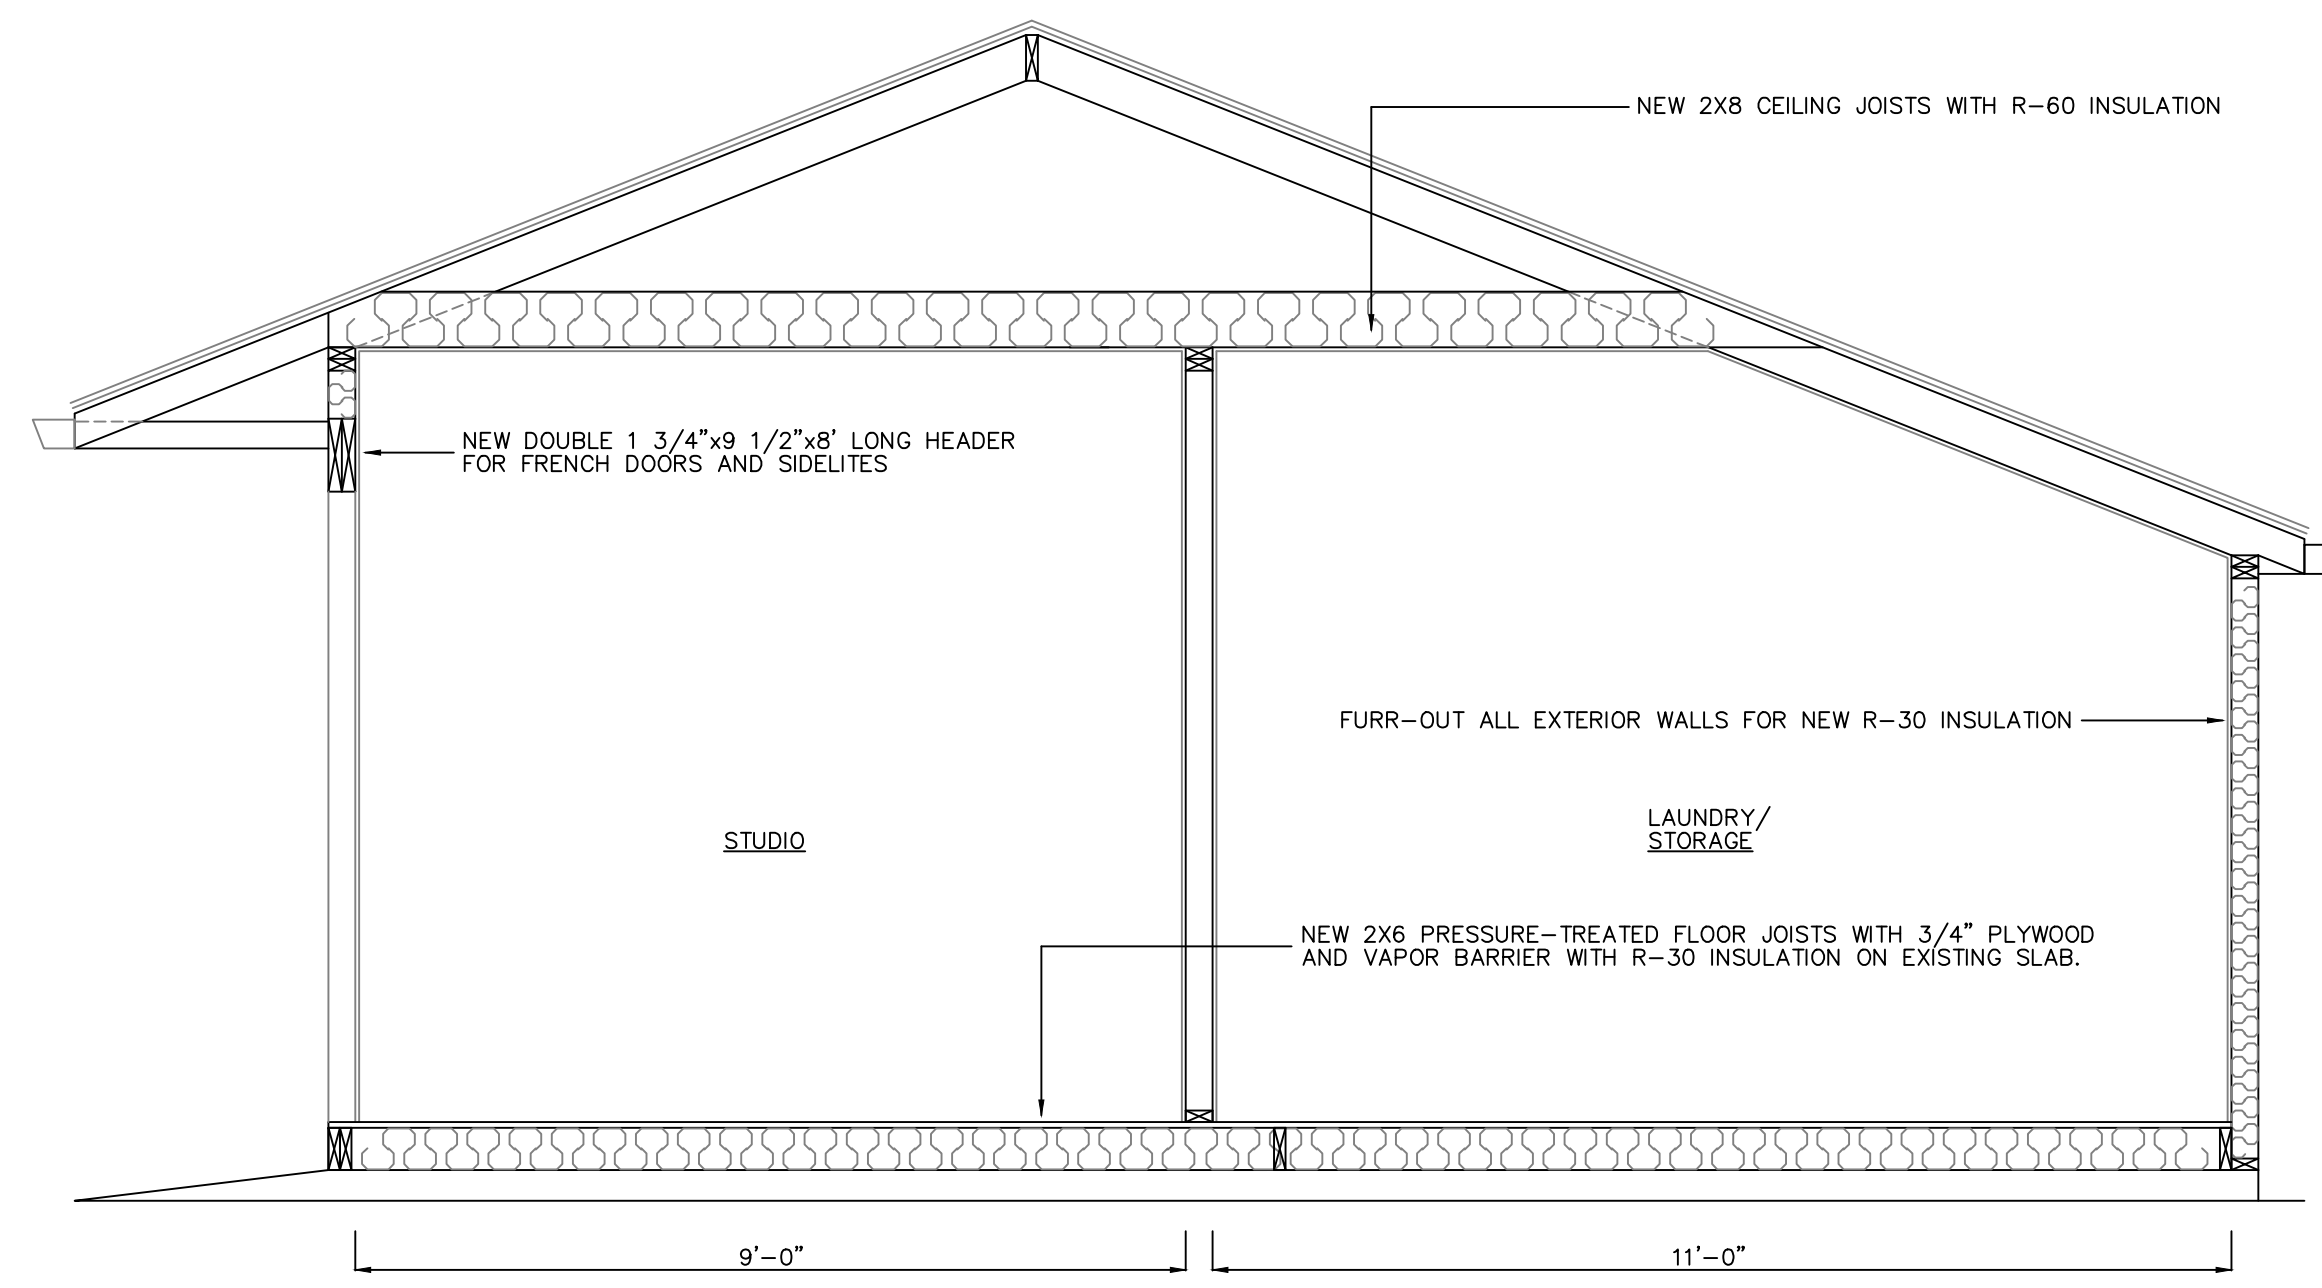 NEW 2X8 CEILING JOISTS WITH R-60 INSULATION
NEW DOUBLE 1 3/4"x9 1/2"x8' LONG HEADER
FOR FRENCH DOORS AND SIDELITES
FURR-OUT ALL EXTERIOR WALLS FOR NEW R-30 INSULATION
STUDIO
LAUNDRY/
STORAGE
NEW 2X6 PRESSURE-TREATED FLOOR JOISTS WITH 3/4" PLYWOOD
AND VAPOR BARRIER WITH R-30 INSULATION ON EXISTING SLAB.
9'-0"
11'-0"